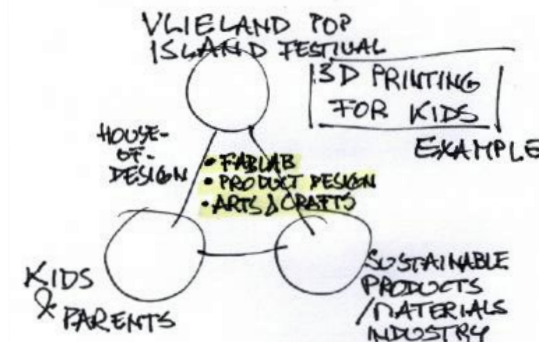 VLIELAND POP
ISLAND FESTIVAL
3D PRINTING
FOR KIDS
EXAMPLE
HOUSE-
OF-
DESIGN
• FABLAB
• PRODUCT DESIGN
• ARTS & CRAFTS
KIDS
& PARENTS
SUSTAINABLE
PRODUCTS
/MATERIALS
INDUSTRY